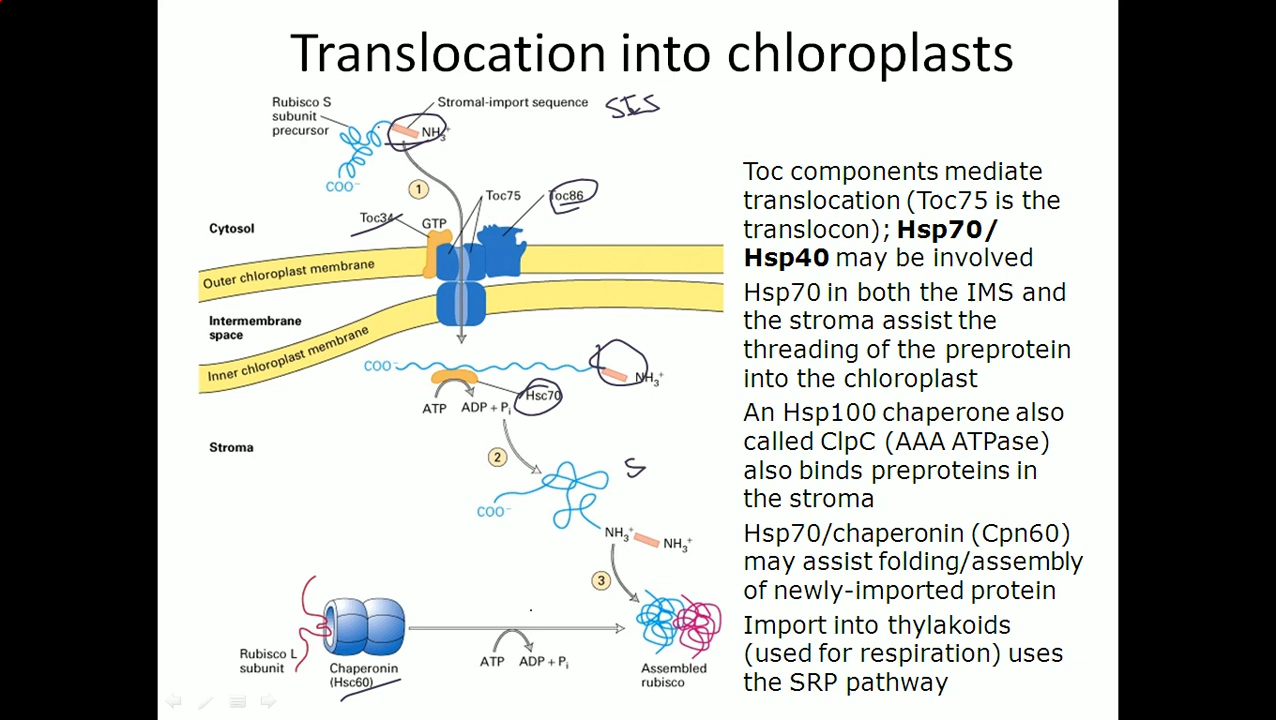 Translocation into chloroplasts
Rubisco S
subunit
precursor
Stromal-import sequence
SIS
NH₃⁺
COO⁻
1
Toc75
Toc86
Toc34
GTP
Cytosol
Outer chloroplast membrane
Intermembrane
space
Inner chloroplast membrane
COO⁻
NH₃⁺
Hsc70
ATP
ADP + Pᵢ
Stroma
2
S
COO⁻
NH₃⁺
NH₃⁺
3
Rubisco L
subunit
Chaperonin
(Hsc60)
ATP
ADP + Pᵢ
Assembled
rubisco
Toc components mediate
translocation (Toc75 is the
translocon); Hsp70/
Hsp40 may be involved
Hsp70 in both the IMS and
the stroma assist the
threading of the preprotein
into the chloroplast
An Hsp100 chaperone also
called ClpC (AAA ATPase)
also binds preproteins in
the stroma
Hsp70/chaperonin (Cpn60)
may assist folding/assembly
of newly-imported protein
Import into thylakoids
(used for respiration) uses
the SRP pathway